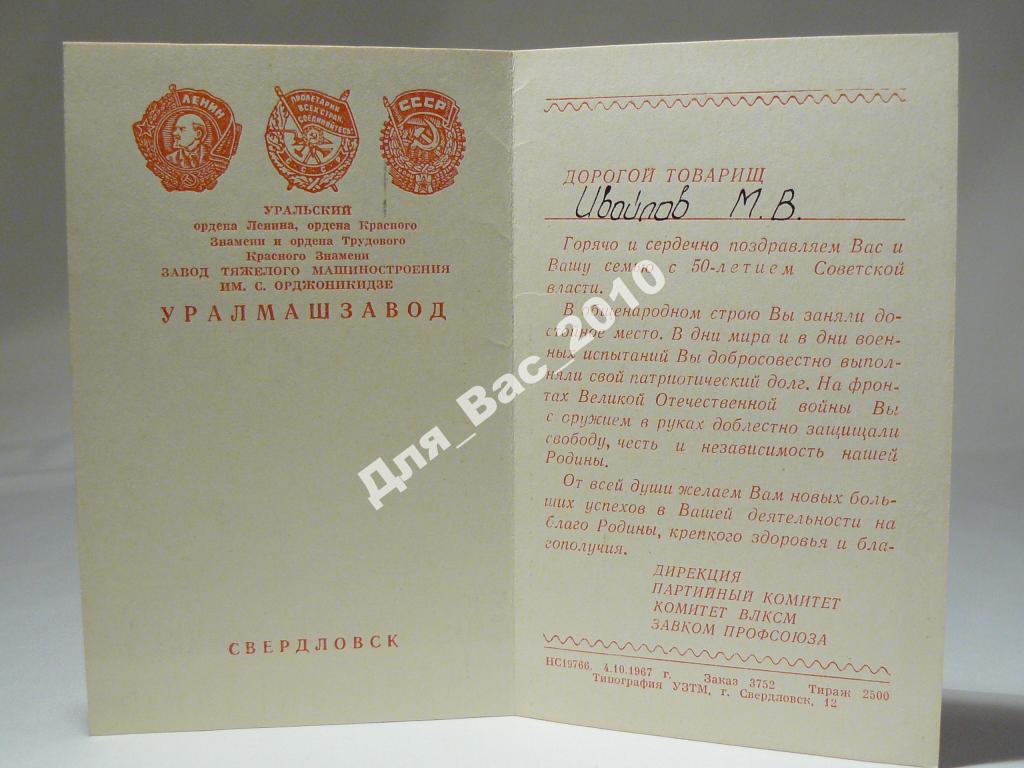 ЛЕНИН
ПРОЛЕТАРИИ
ВСЕХ СТРАН,
СОЕДИНЯЙТЕСЬ!
СССР
СССР
УРАЛЬСКИЙ
ордена Ленина, ордена Красного
Знамени и ордена Трудового
Красного Знамени
ЗАВОД ТЯЖЕЛОГО МАШИНОСТРОЕНИЯ
ИМ. С. ОРДЖОНИКИДЗЕ
УРАЛМАШЗАВОД
СВЕРДЛОВСК
ДОРОГОЙ ТОВАРИЩ
М. В.
Горячо и сердечно поздравляем Вас и
Вашу семью с 50-летием Советской
власти.
В общенародном строю Вы заняли до-
стойное место. В дни мира и в дни воен-
ных испытаний Вы добросовестно выпол-
няли свой патриотический долг. На фрон-
тах Великой Отечественной войны Вы
с оружием в руках доблестно защищали
свободу, честь и независимость нашей
Родины.
От всей души желаем Вам новых боль-
ших успехов в Вашей деятельности на
благо Родины, крепкого здоровья и бла-
гополучия.
ДИРЕКЦИЯ
ПАРТИЙНЫЙ КОМИТЕТ
КОМИТЕТ ВЛКСМ
ЗАВКОМ ПРОФСОЮЗА
НС19766. 4.10.1967 г. Заказ 3752 Тираж 2500
Типография УЗТМ, г. Свердловск, 12
Для_Вас_2010